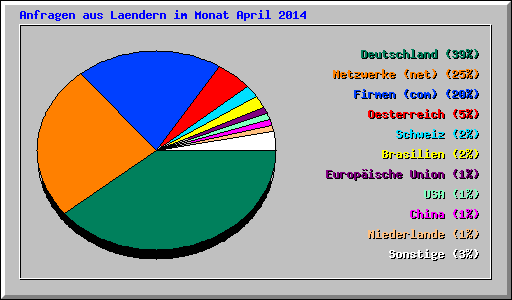 Anfragen aus Laendern im Monat April 2014
Deutschland (39%)
Netzwerke (net) (25%)
Firmen (com) (20%)
Oesterreich (5%)
Schweiz (2%)
Brasilien (2%)
Europäische Union (1%)
USA (1%)
China (1%)
Niederlande (1%)
Sonstige (3%)